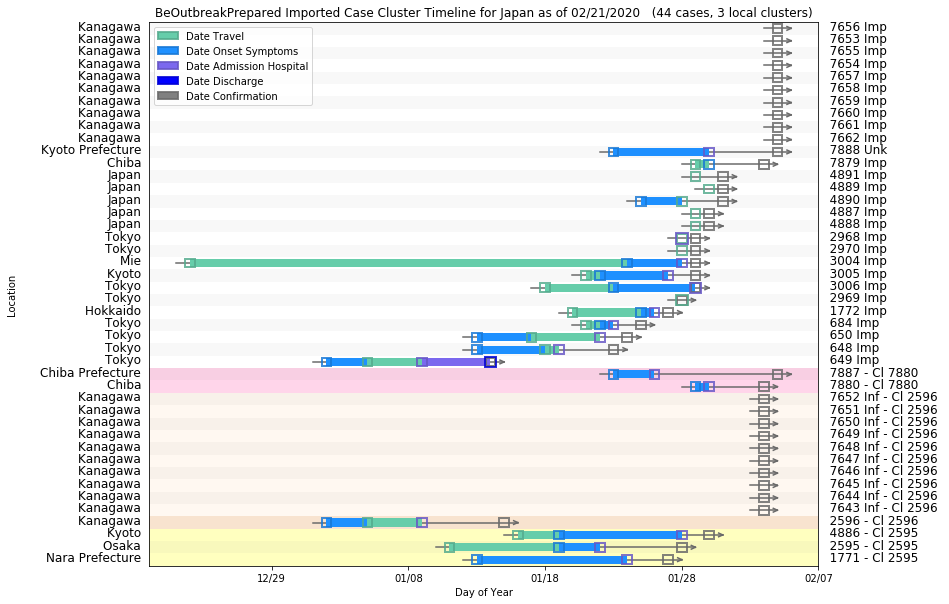 BeOutbreakPrepared Imported Case Cluster Timeline for Japan as of 02/21/2020 (44 cases, 3 local clusters)
Date Travel
Date Onset Symptoms
Date Admission Hospital
Date Discharge
Date Confirmation
Location
Kanagawa 7656 Imp
Kanagawa 7653 Imp
Kanagawa 7655 Imp
Kanagawa 7654 Imp
Kanagawa 7657 Imp
Kanagawa 7658 Imp
Kanagawa 7659 Imp
Kanagawa 7660 Imp
Kanagawa 7661 Imp
Kanagawa 7662 Imp
Kyoto Prefecture 7888 Unk
Chiba 7879 Imp
Japan 4891 Imp
Japan 4889 Imp
Japan 4890 Imp
Japan 4887 Imp
Japan 4888 Imp
Tokyo 2968 Imp
Tokyo 2970 Imp
Mie 3004 Imp
Kyoto 3005 Imp
Tokyo 3006 Imp
Tokyo 2969 Imp
Hokkaido 1772 Imp
Tokyo 684 Imp
Tokyo 650 Imp
Tokyo 648 Imp
Tokyo 649 Imp
Chiba Prefecture 7887 - Cl 7880
Chiba 7880 - Cl 7880
Kanagawa 7652 Inf - Cl 2596
Kanagawa 7651 Inf - Cl 2596
Kanagawa 7650 Inf - Cl 2596
Kanagawa 7649 Inf - Cl 2596
Kanagawa 7648 Inf - Cl 2596
Kanagawa 7647 Inf - Cl 2596
Kanagawa 7646 Inf - Cl 2596
Kanagawa 7645 Inf - Cl 2596
Kanagawa 7644 Inf - Cl 2596
Kanagawa 7643 Inf - Cl 2596
Kanagawa 2596 - Cl 2596
Kyoto 4886 - Cl 2595
Osaka 2595 - Cl 2595
Nara Prefecture 1771 - Cl 2595
12/29 01/08 01/18 01/28 02/07
Day of Year